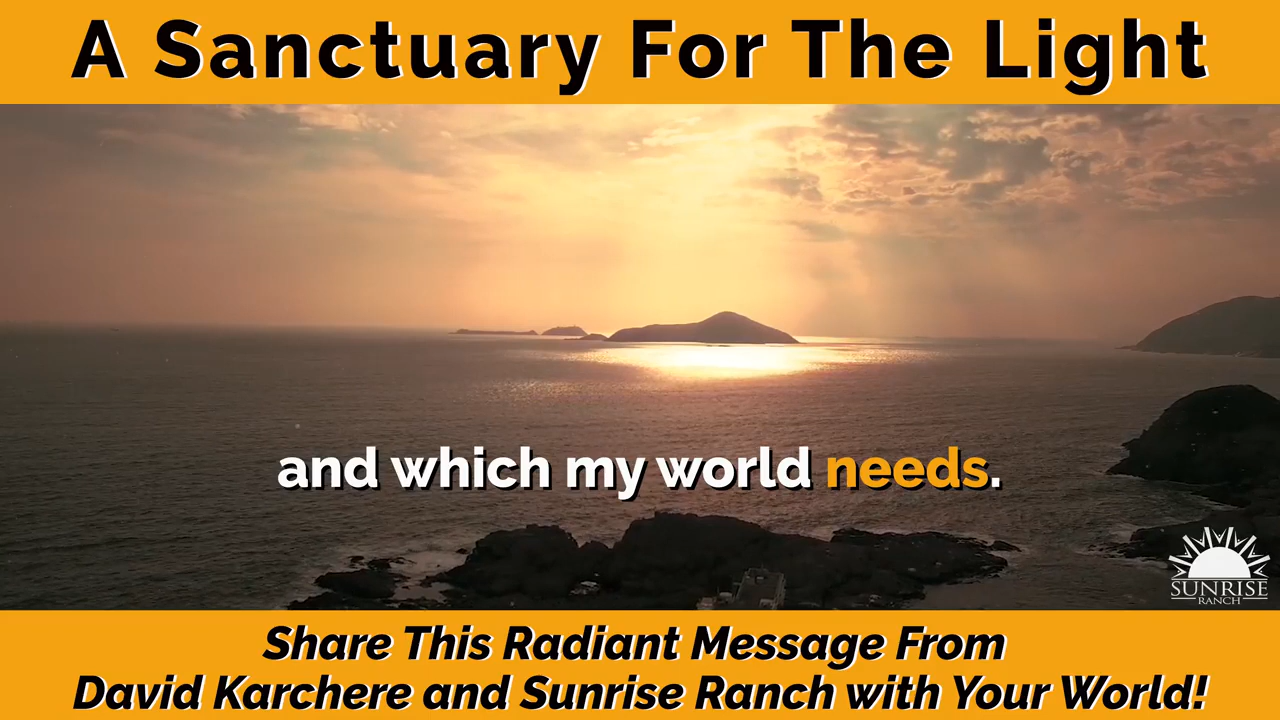 A Sanctuary For The Light
and which my world needs.
SUNRISE
RANCH
Share This Radiant Message From
David Karchere and Sunrise Ranch with Your World!